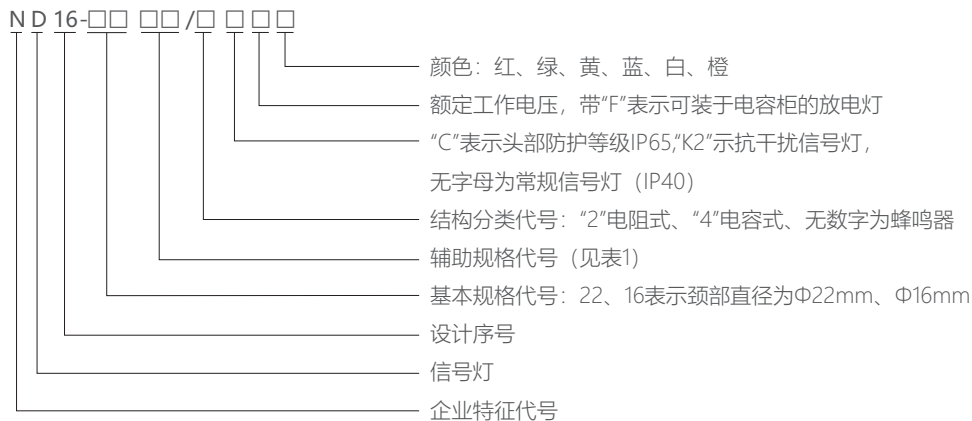 ND16-□□ □□/□ □ □ □
颜色：红、绿、黄、蓝、白、橙
额定工作电压，带“F”表示可装于电容柜的放电灯
“C”表示头部防护等级IP65,“K2”示抗干扰信号灯，
无字母为常规信号灯（IP40）
结构分类代号：“2”电阻式、“4”电容式、无数字为蜂鸣器
辅助规格代号（见表1）
基本规格代号：22、16表示颈部直径为Φ22mm、Φ16mm
设计序号
信号灯
企业特征代号